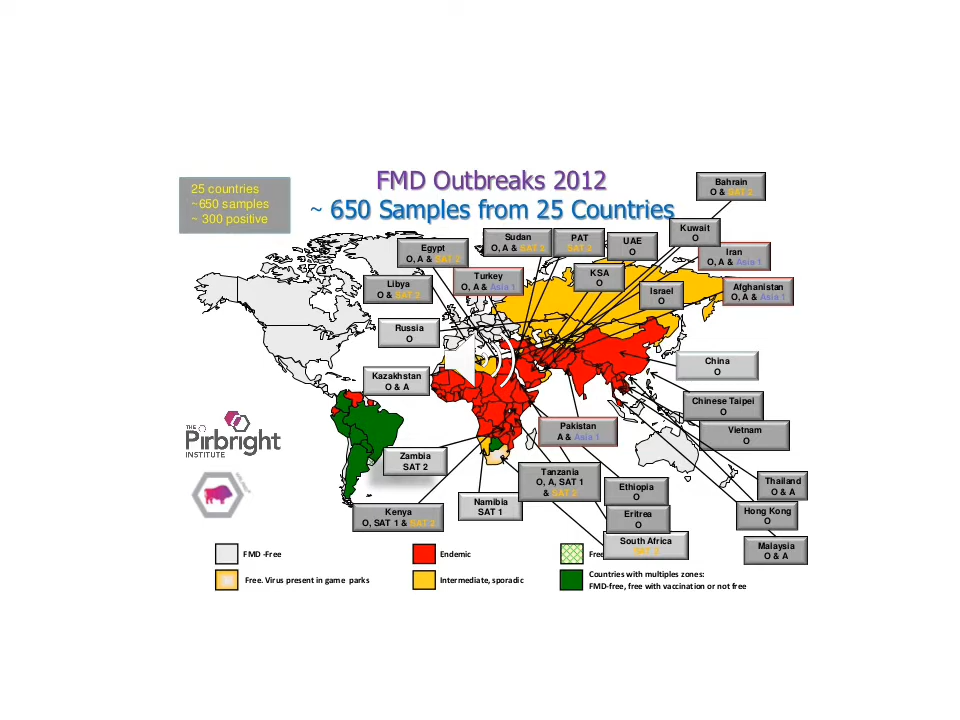 FMD Outbreaks 2012
~ 650 Samples from 25 Countries
25 countries
~650 samples
~ 300 positive
Bahrain
O & SAT 2
Kuwait
O
Sudan
O, A & SAT 2
PAT
SAT 2
UAE
O
Egypt
O, A & SAT 2
Iran
O, A & Asia 1
Turkey
O, A & Asia 1
KSA
O
Libya
O & SAT 2
Israel
O
Afghanistan
O, A & Asia 1
Russia
O
China
O
Kazakhstan
O & A
Chinese Taipei
O
THE
Pirbright
INSTITUTE
Pakistan
A & Asia 1
Vietnam
O
Zambia
SAT 2
Tanzania
O, A, SAT 1
& SAT 2
Ethiopia
O
Thailand
O & A
Namibia
SAT 1
Kenya
O, SAT 1 & SAT 2
Eritrea
O
Hong Kong
O
South Africa
Malaysia
O & A
FMD -Free
Endemic
Free
Free. Virus present in game parks
Intermediate, sporadic
Countries with multiples zones:
FMD-free, free with vaccination or not free